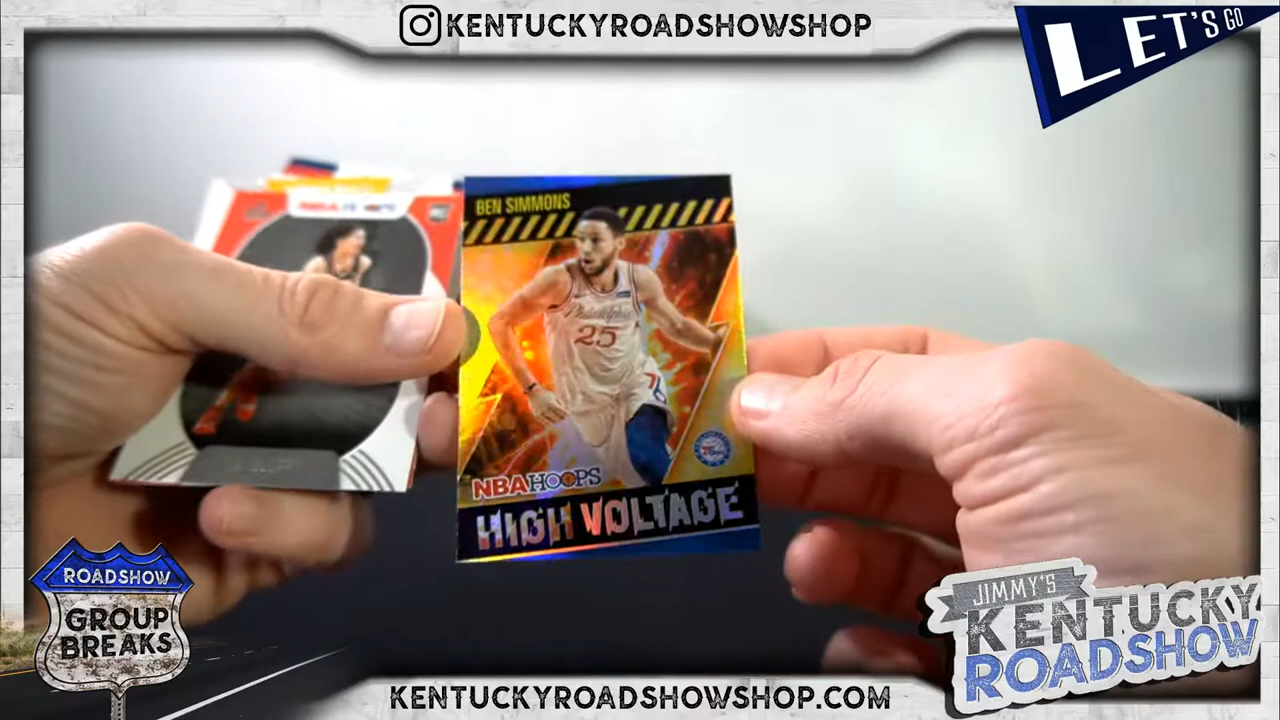 KENTUCKYROADSHOWSHOP
LET'S GO
BEN SIMMONS
Philadelphia
25
76
NBA HOOPS
HIGH VOLTAGE
ROADSHOW
GROUP
BREAKS
JIMMY'S
KENTUCKY
ROADSHOW
KENTUCKYROADSHOWSHOP.COM